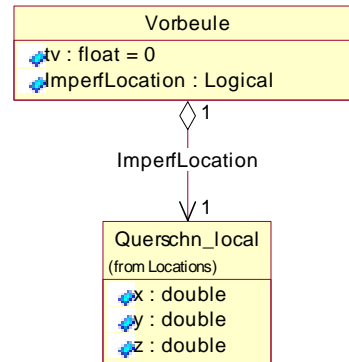 Vorbeule
tv : float = 0
ImperfLocation : Logical
1
ImperfLocation
1
Querschn_local
(from Locations)
x : double
y : double
z : double